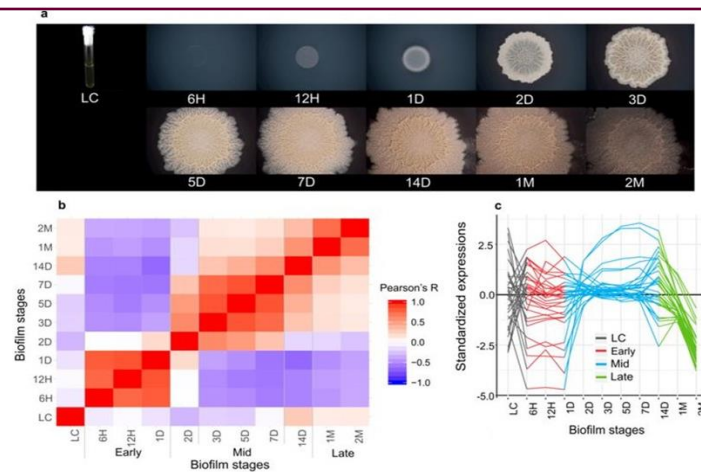 a
LC
6H
12H
1D
2D
3D
5D
7D
14D
1M
2M
b
2M
1M
14D
7D
5D
3D
2D
1D
12H
6H
LC
Biofilm stages
LC
6H
12H
1D
2D
3D
5D
7D
14D
1M
2M
Early
Mid
Late
Biofilm stages
Pearson's R
1.0
0.5
0.0
−0.5
−1.0
c
Standardized expressions
2.5
0.0
-2.5
-5.0
LC
Early
Mid
Late
LC
6H
12H
1D
2D
3D
5D
7D
14D
1M
2M
Biofilm stages